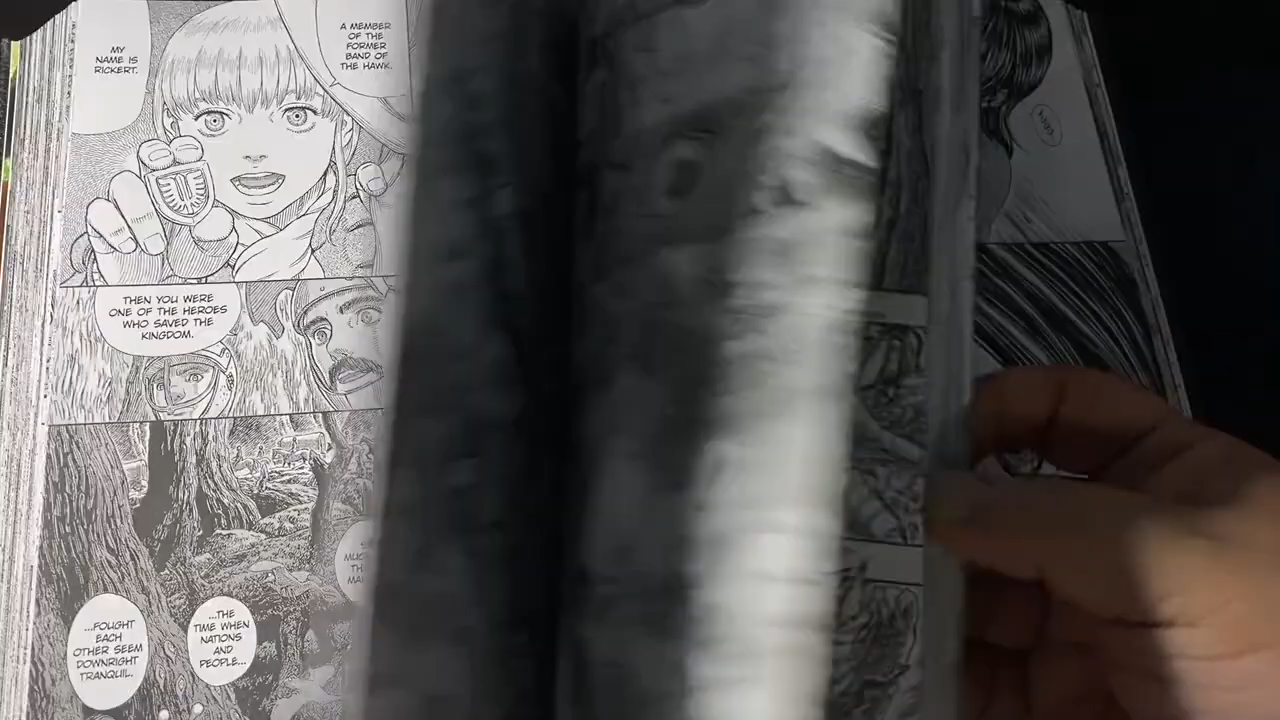 A MEMBER
OF THE
FORMER
BAND OF
THE HAWK.
MY
NAME IS
RICKERT.
THEN YOU WERE
ONE OF THE HEROES
WHO SAVED THE
KINGDOM.
...THE
TIME WHEN
NATIONS
AND
PEOPLE...
...FOUGHT
EACH
OTHER SEEM
DOWNRIGHT
TRANQUIL.